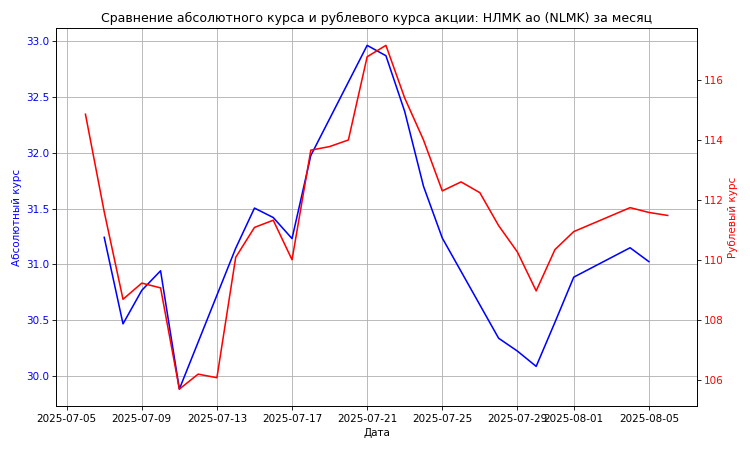 Сравнение абсолютного курса и рублевого курса акции: НЛМК ао (NLMK) за месяц
33.0
32.5
32.0
31.5
31.0
30.5
30.0
Абсолютный курс
116
114
112
110
108
106
Рублевый курс
2025-07-05 2025-07-09 2025-07-13 2025-07-17 2025-07-21 2025-07-25 2025-07-29 2025-08-01 2025-08-05
Дата